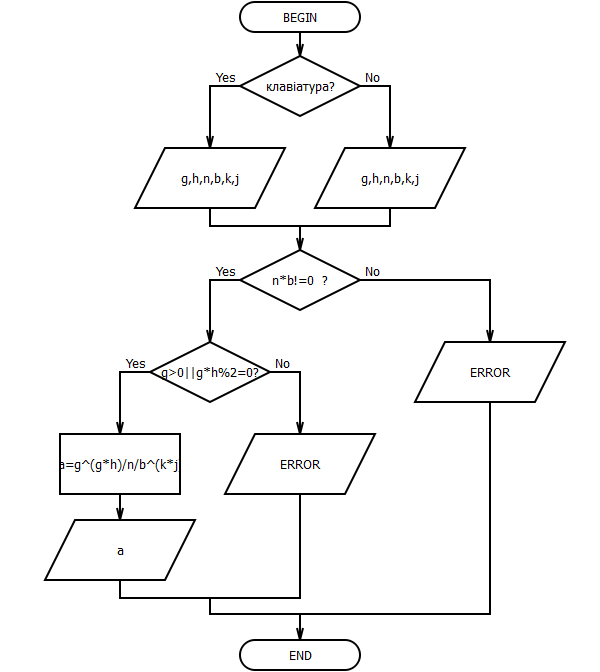 BEGIN
клавіатура?
Yes
No
g,h,n,b,k,j
g,h,n,b,k,j
n*b!=0 ?
Yes
No
g>0||g*h%2=0?
Yes
No
ERROR
a=g^(g*h)/n/b^(k*j
ERROR
a
END